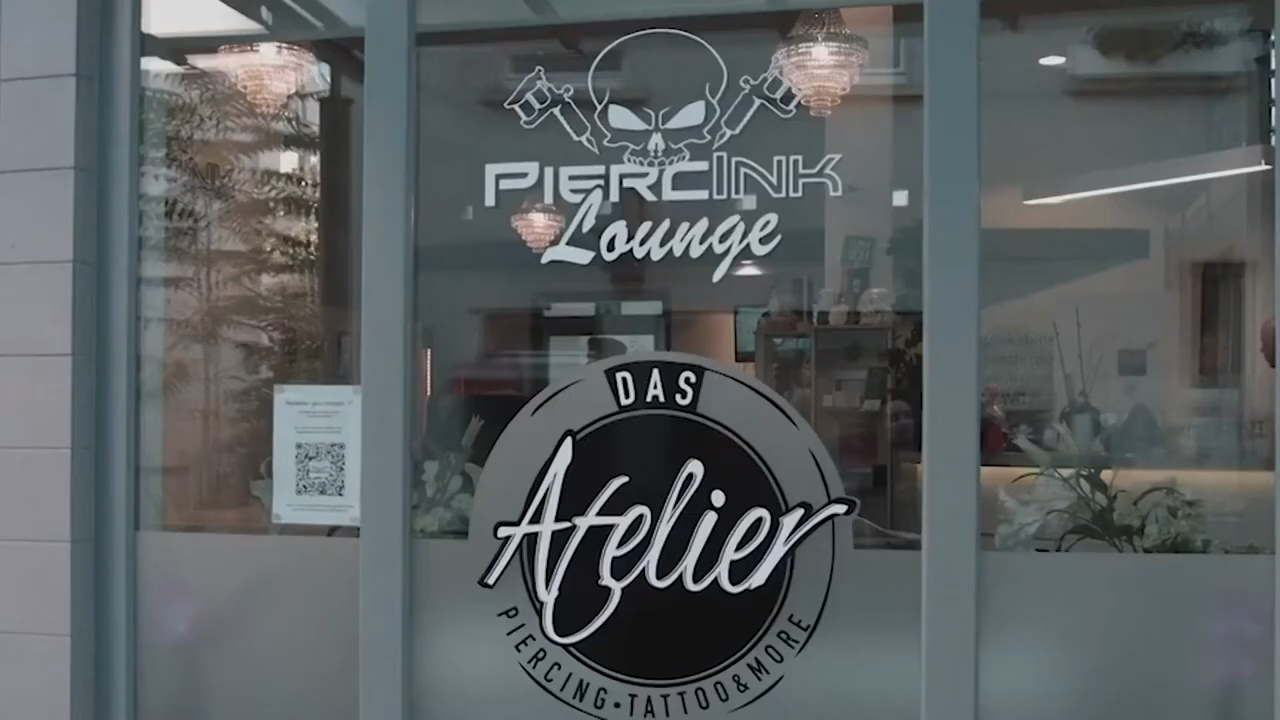 PIERCINK
Lounge
DAS
Atelier
PIERCING•TATTOO&MORE